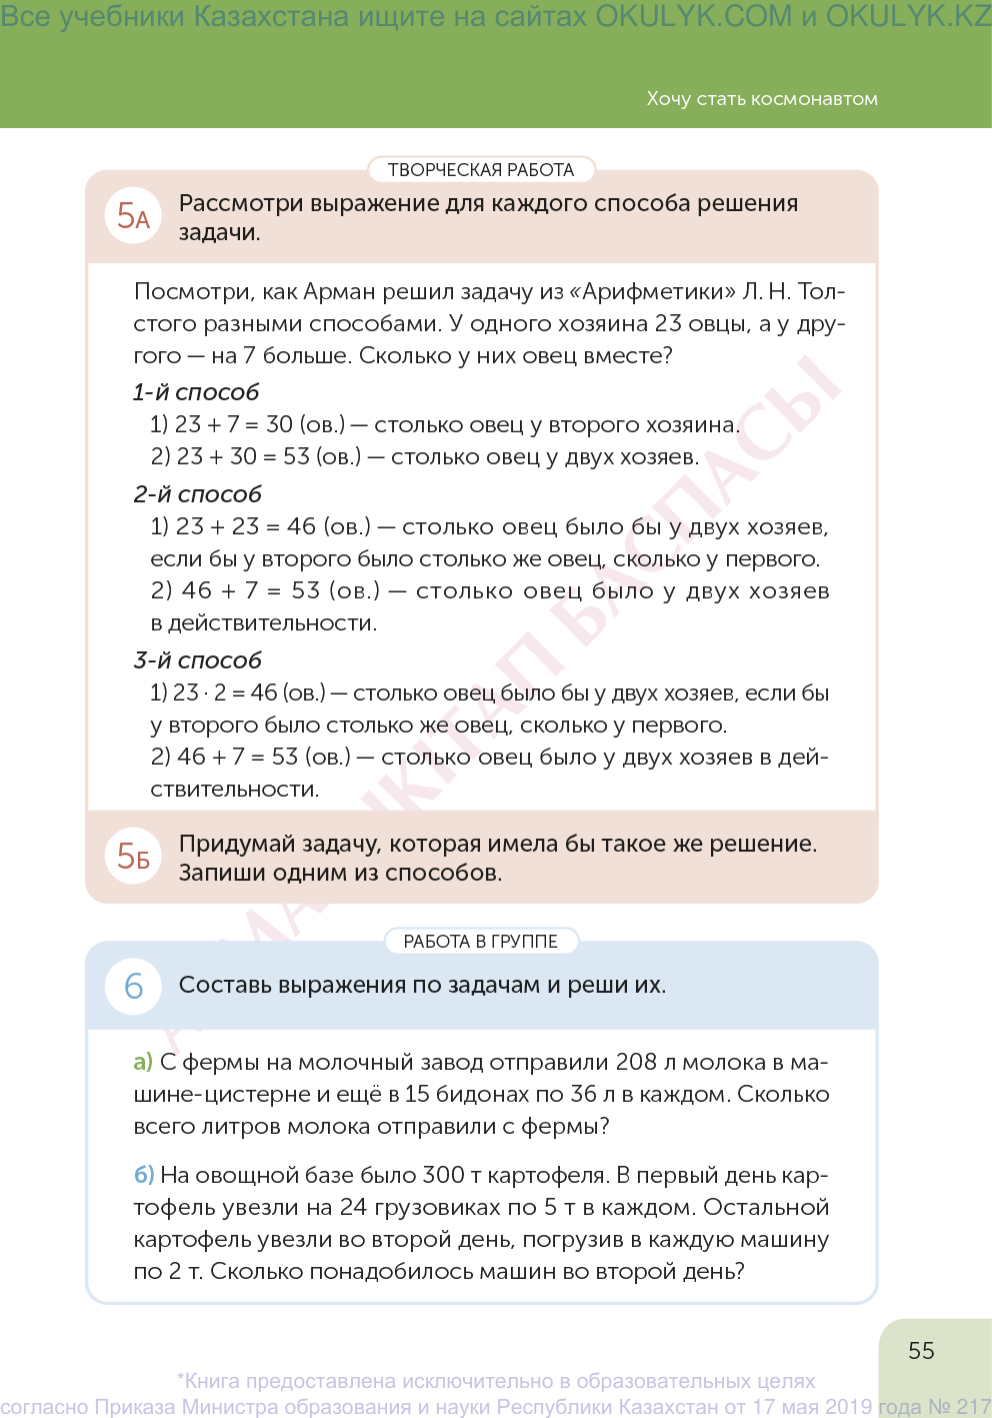 Все учебники Казахстана ищите на сайтах OKULYK.COM и OKULYK.KZ
Хочу стать космонавтом
ТВОРЧЕСКАЯ РАБОТА
5А Рассмотри выражение для каждого способа решения
задачи.
Посмотри, как Арман решил задачу из «Арифметики» Л. Н. Тол-
стого разными способами. У одного хозяина 23 овцы, а у дру-
гого — на 7 больше. Сколько у них овец вместе?
1-й способ
1) 23 + 7 = 30 (ов.) — столько овец у второго хозяина.
2) 23 + 30 = 53 (ов.) — столько овец у двух хозяев.
2-й способ
1) 23 + 23 = 46 (ов.) — столько овец было бы у двух хозяев,
если бы у второго было столько же овец, сколько у первого.
2) 46 + 7 = 53 (ов.) — столько овец было у двух хозяев
в действительности.
3-й способ
1) 23 · 2 = 46 (ов.) — столько овец было бы у двух хозяев, если бы
у второго было столько же овец, сколько у первого.
2) 46 + 7 = 53 (ов.) — столько овец было у двух хозяев в дей-
ствительности.
5Б Придумай задачу, которая имела бы такое же решение.
Запиши одним из способов.
РАБОТА В ГРУППЕ
6 Составь выражения по задачам и реши их.
а) С фермы на молочный завод отправили 208 л молока в ма-
шине-цистерне и ещё в 15 бидонах по 36 л в каждом. Сколько
всего литров молока отправили с фермы?
б) На овощной базе было 300 т картофеля. В первый день кар-
тофель увезли на 24 грузовиках по 5 т в каждом. Остальной
картофель увезли во второй день, погрузив в каждую машину
по 2 т. Сколько понадобилось машин во второй день?
55
*Книга предоставлена исключительно в образовательных целях
согласно Приказа Министра образования и науки Республики Казахстан от 17 мая 2019 года № 217
БАСПАСЫ